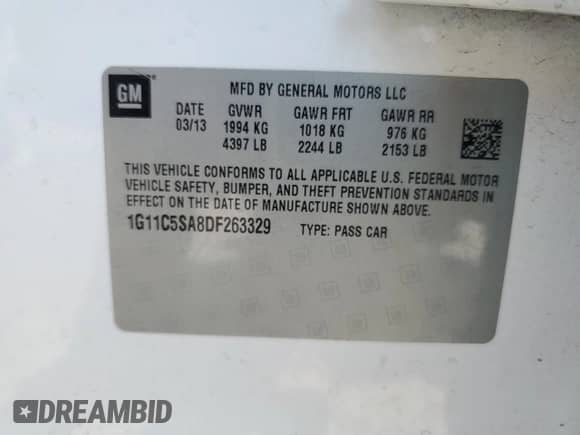 GM
MFD BY GENERAL MOTORS LLC
DATE GVWR GAWR FRT GAWR RR
03/13 1994 KG 1018 KG 976 KG
4397 LB 2244 LB 2153 LB
THIS VEHICLE CONFORMS TO ALL APPLICABLE U.S. FEDERAL MOTOR
VEHICLE SAFETY, BUMPER, AND THEFT PREVENTION STANDARDS IN
EFFECT ON THE DATE OF MANUFACTURE SHOWN ABOVE.
1G11C5SA8DF263329 TYPE: PASS CAR
DREAMBID